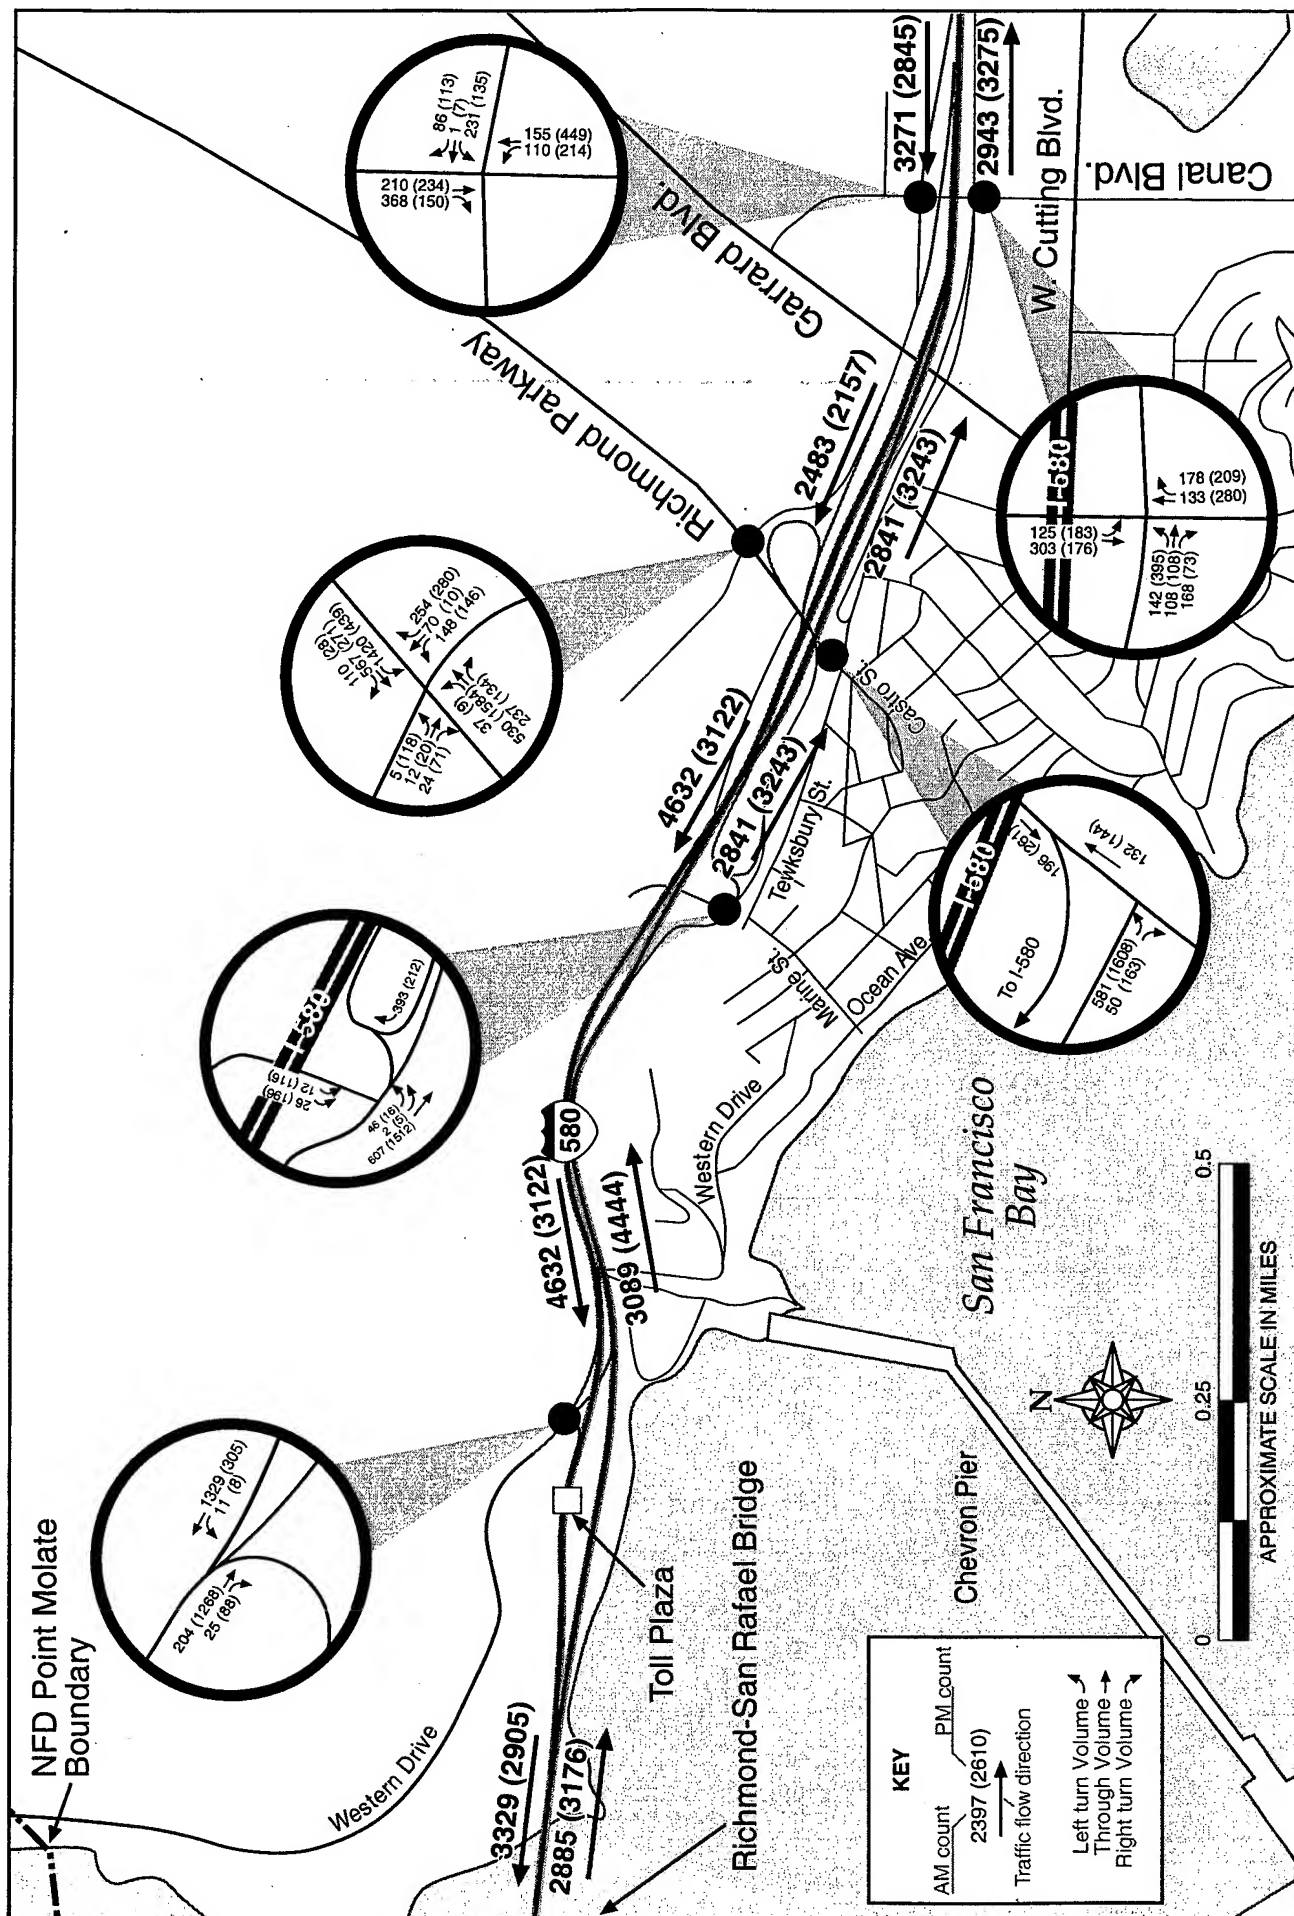 NFD Point Molate
Boundary
Western Drive
204 (1268)
25 (88)
1329 (305)
11 (8)
3329 (2905)
2885 (3176)
Toll Plaza
Richmond-San Rafael Bridge
4632 (3122)
3089 (4444)
580
I-580
26 (196)
12 (116)
393 (212)
46 (16)
2 (5)
607 (1512)
Western Drive
Marine St.
Ocean Ave
Tewksbury St.
Castro St.
4632 (3122)
2841 (3243)
110 (28)
567 (271)
1420 (439)
254 (280)
70 (10)
148 (146)
5 (118)
12 (20)
24 (71)
37 (9)
530 (1584)
237 (134)
Richmond Parkway
Garrard Blvd.
2483 (2157)
2841 (3243)
210 (234)
368 (150)
86 (113)
1 (7)
231 (135)
155 (449)
110 (214)
3271 (2845)
2943 (3275)
W. Cutting Blvd.
Canal Blvd.
I-580
125 (183)
303 (176)
142 (395)
108 (108)
168 (73)
178 (209)
133 (280)
I-580
To I-580
196 (261)
132 (144)
581 (1608)
50 (163)
San Francisco
Bay
Chevron Pier
N
0
0.25
0.5
APPROXIMATE SCALE IN MILES
KEY
AM count
PM count
2397 (2610)
Traffic flow direction
Left turn Volume
Through Volume
Right turn Volume